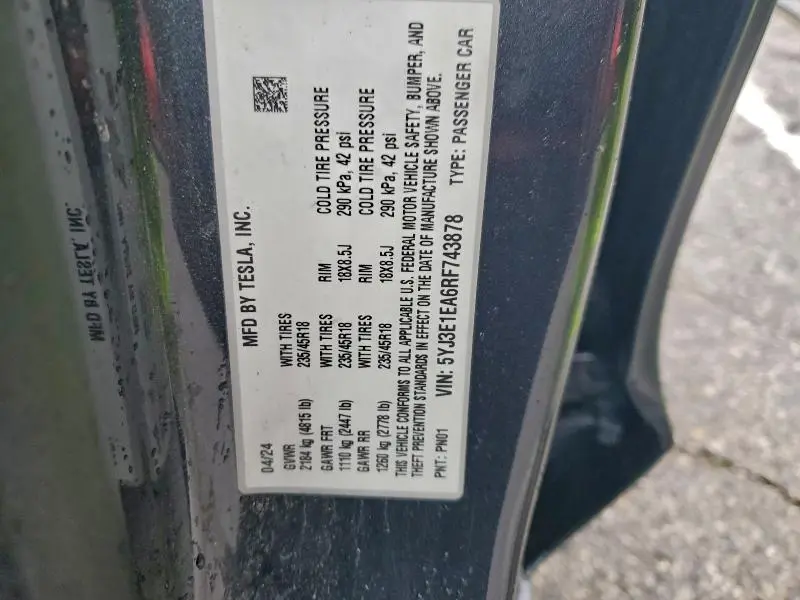 MFD BY TESLA, INC.
04/24
GVWR WITH TIRES RIM COLD TIRE PRESSURE
2184 kg (4815 lb) 235/45R18
GAWR FRT WITH TIRES RIM COLD TIRE PRESSURE
1110 kg (2447 lb) 235/45R18 18X8.5J 290 kPa, 42 psi
GAWR RR WITH TIRES RIM COLD TIRE PRESSURE
1260 kg (2778 lb) 235/45R18 18X8.5J 290 kPa, 42 psi
THIS VEHICLE CONFORMS TO ALL APPLICABLE U.S. FEDERAL MOTOR VEHICLE SAFETY, BUMPER, AND
THEFT PREVENTION STANDARDS IN EFFECT ON THE DATE OF MANUFACTURE SHOWN ABOVE.
VIN: 5YJ3E1EA6RF743878
PNT: PN01 TYPE: PASSENGER CAR